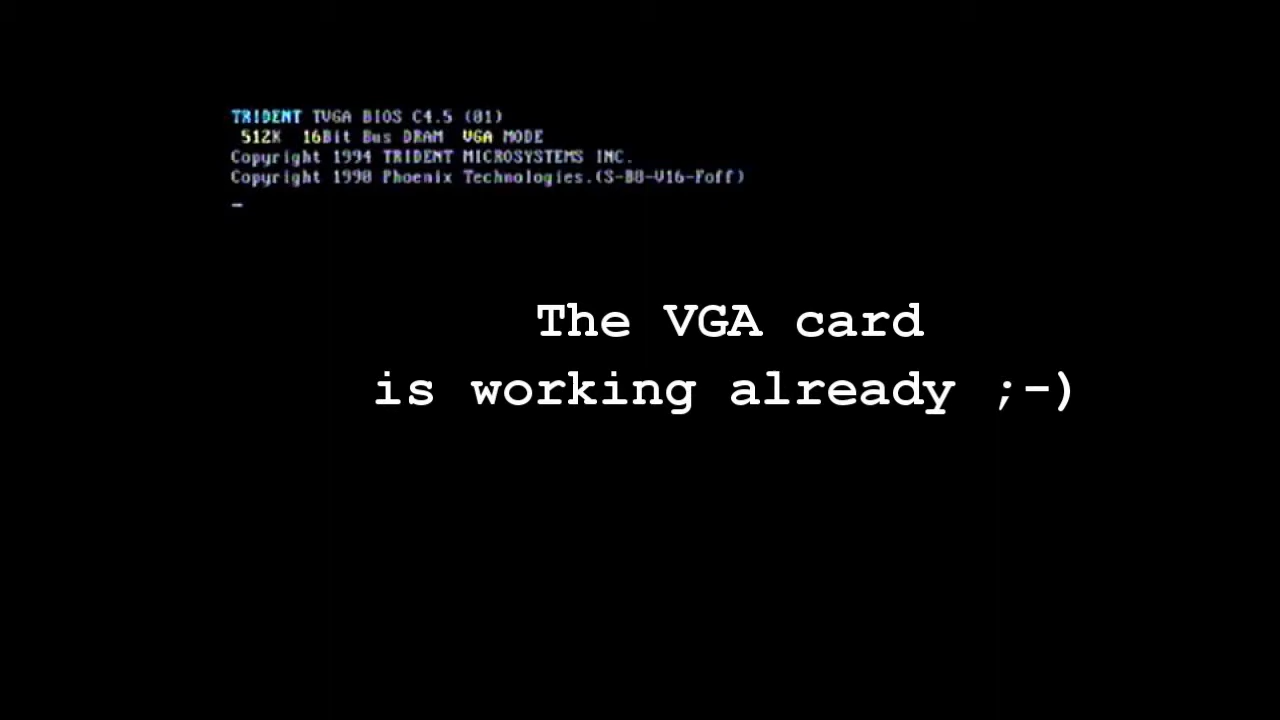 TRIDENT TVGA BIOS C4.5 (01)
512K 16Bit Bus DRAM VGA MODE
Copyright 1994 TRIDENT MICROSYSTEMS INC.
Copyright 1990 Phoenix Technologies.(S-B8-V16-Foff)
The VGA card
is working already ;-)